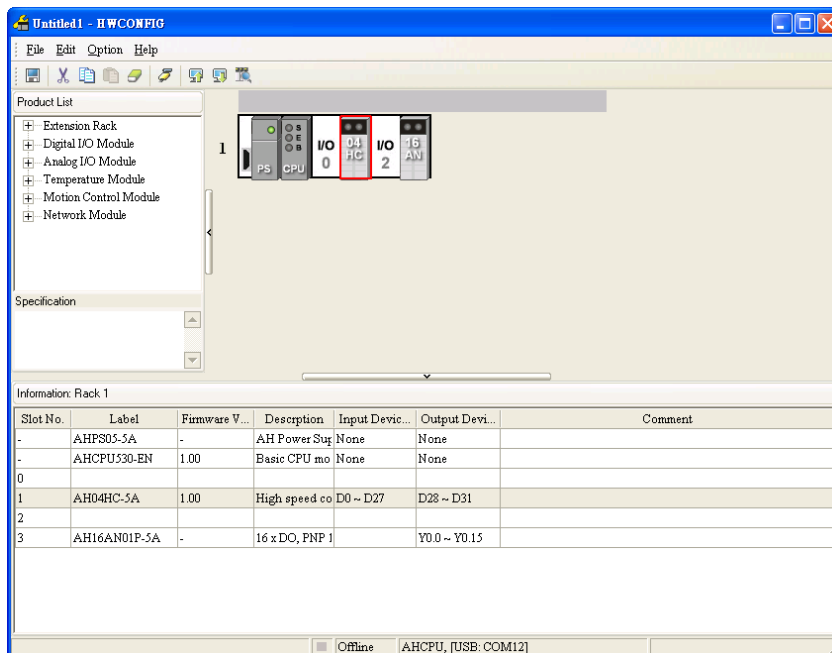 Untitled1 - HWCONFIG
File Edit Option Help
Product List
Extension Rack
Digital I/O Module
Analog I/O Module
Temperature Module
Motion Control Module
Network Module
Specification
1
PS
S
E
B
CPU
I/O
0
04
HC
I/O
2
16
AN
Information: Rack 1
Slot No. Label Firmware V... Descrption Input Devic... Output Devi... Comment
- AHPS05-5A - AH Power Sup None None
- AHCPU530-EN 1.00 Basic CPU mo None None
0
1 AH04HC-5A 1.00 High speed co D0 ~ D27 D28 ~ D31
2
3 AH16AN01P-5A - 16 x DO, PNP 1 Y0.0 ~ Y0.15
Offline AHCPU, [USB: COM12]